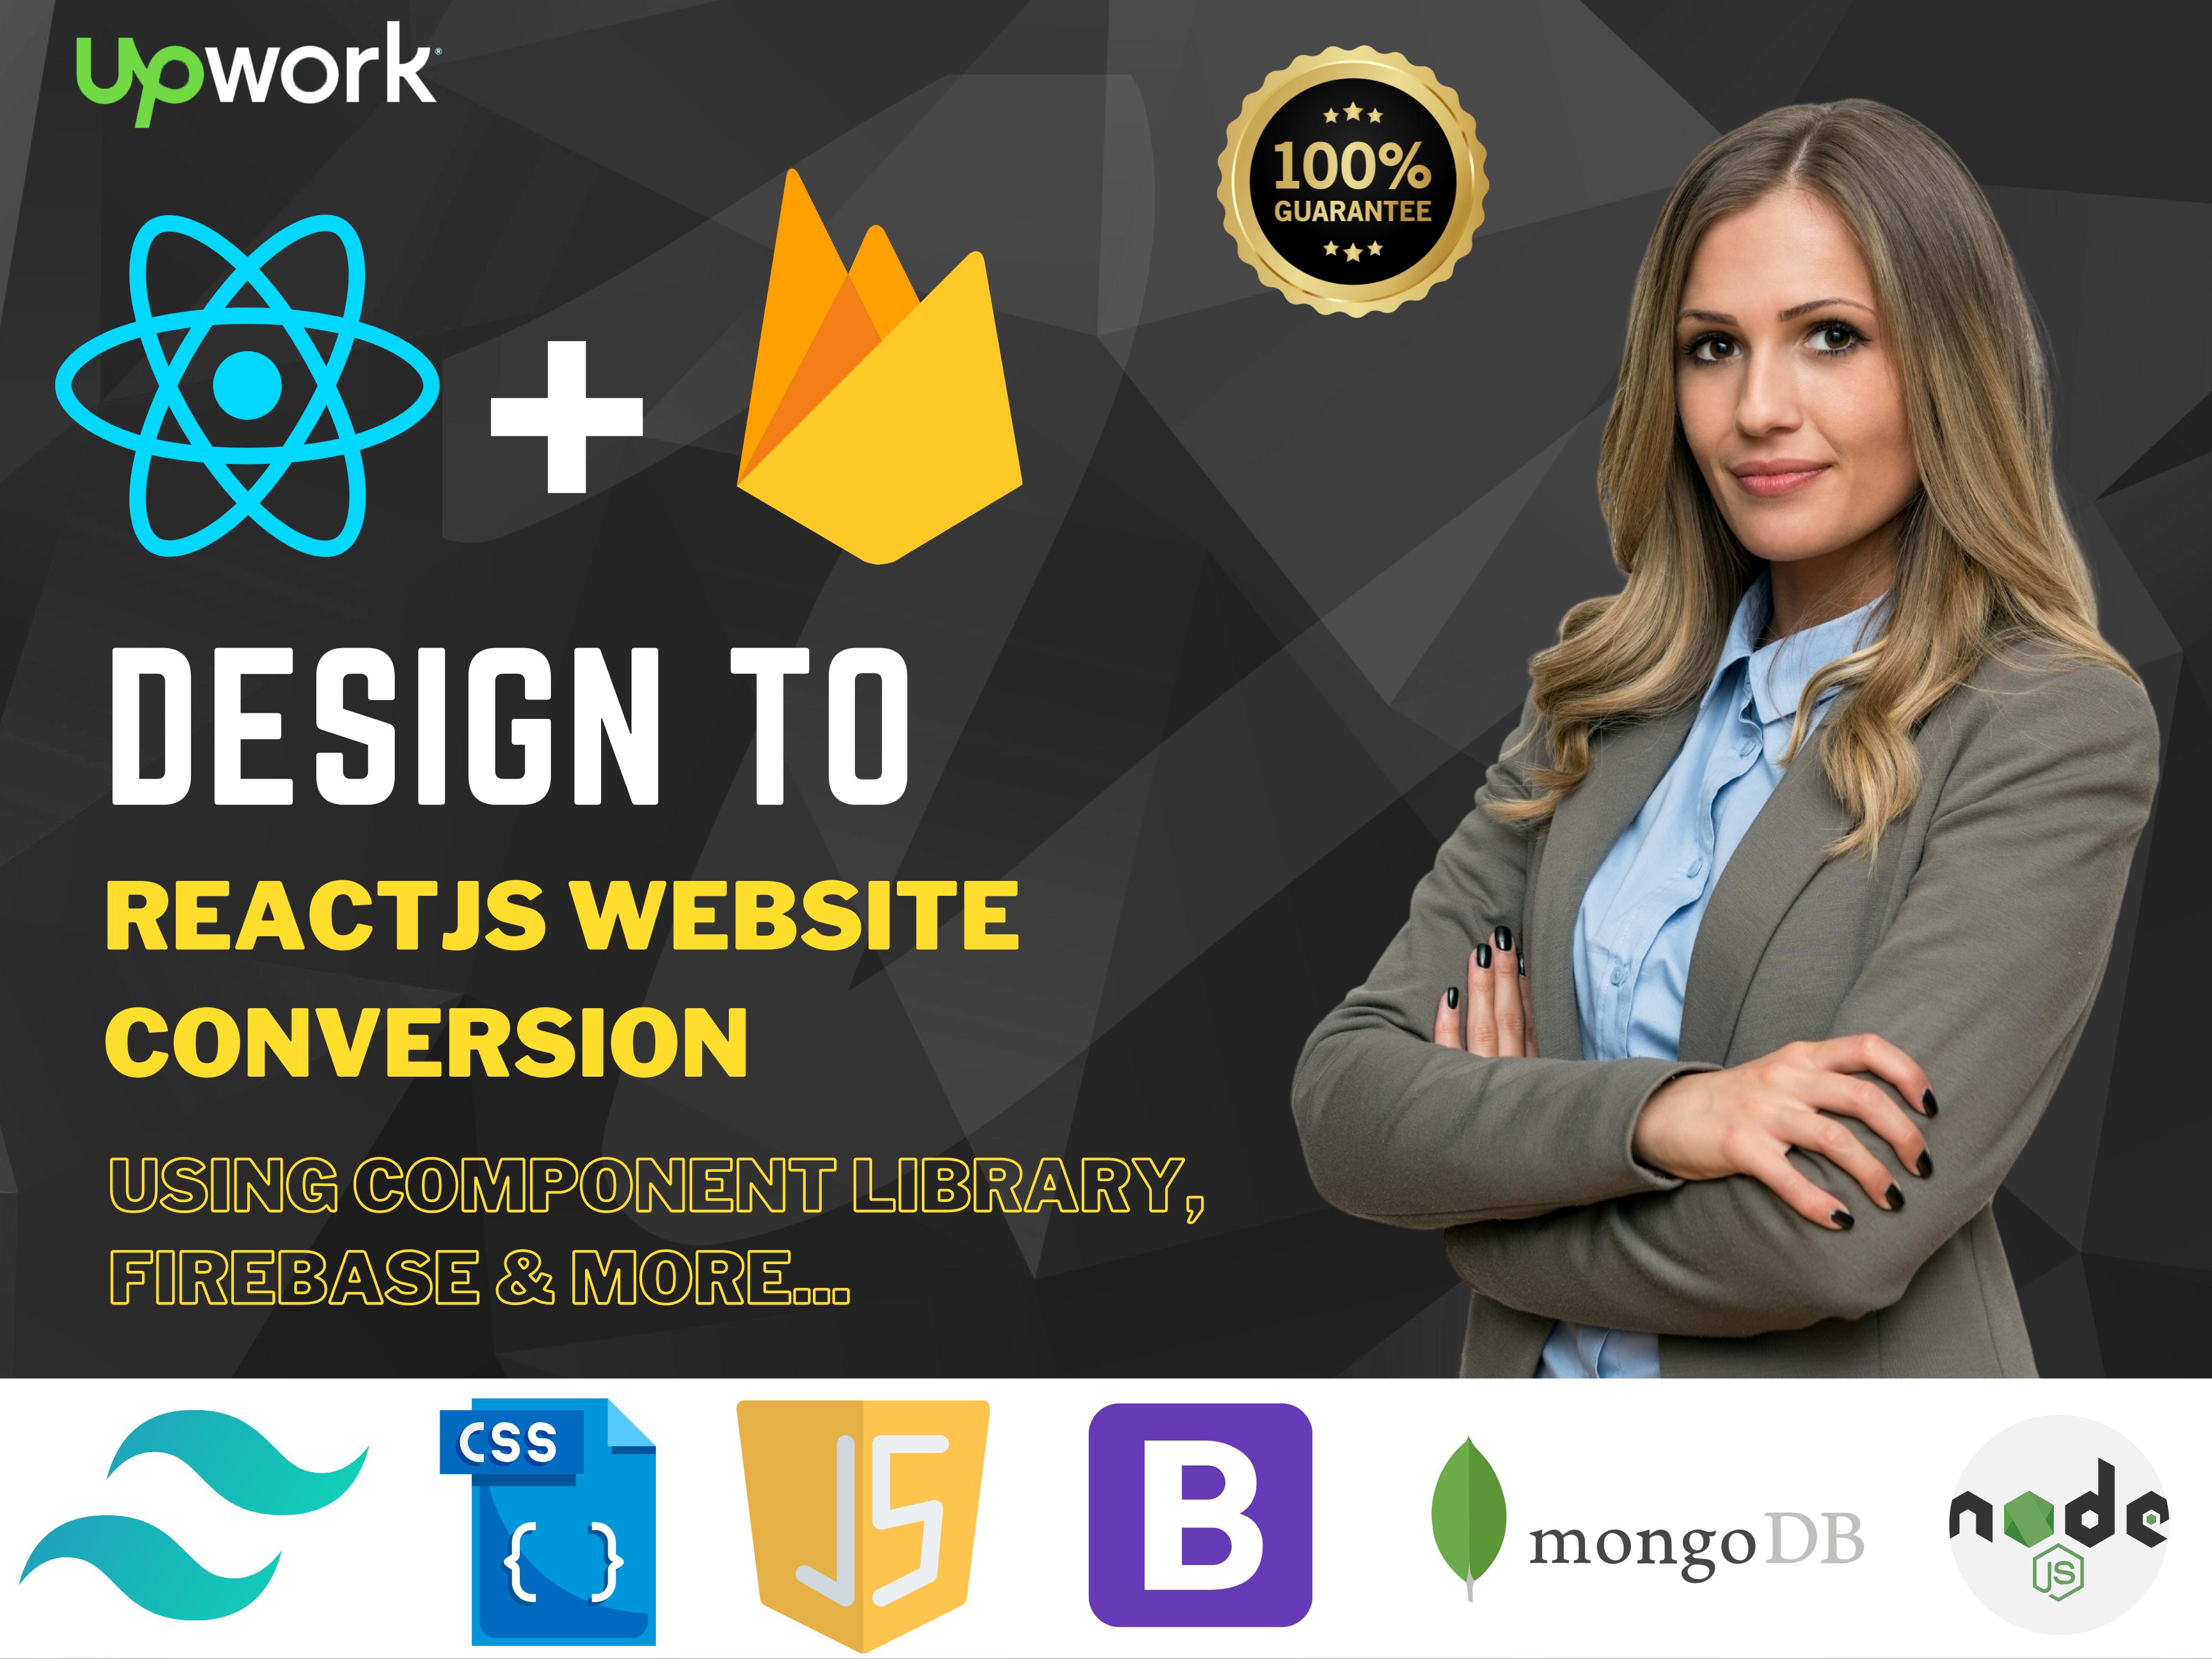 upwork
100%
GUARANTEE
DESIGN TO
REACTJS WEBSITE
CONVERSION
USING COMPONENT LIBRARY,
FIREBASE & MORE...
CSS
{ }
JS
B
mongoDB
node
JS